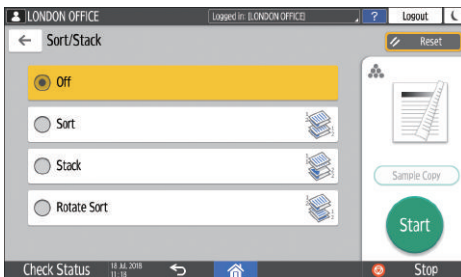 LONDON OFFICE
Logged in: [LONDON OFFICE]
?
Logout
Sort/Stack
Reset
Off
Sort
Stack
Rotate Sort
Sample Copy
Start
Check Status
18 JUL 2018
11:18
Stop